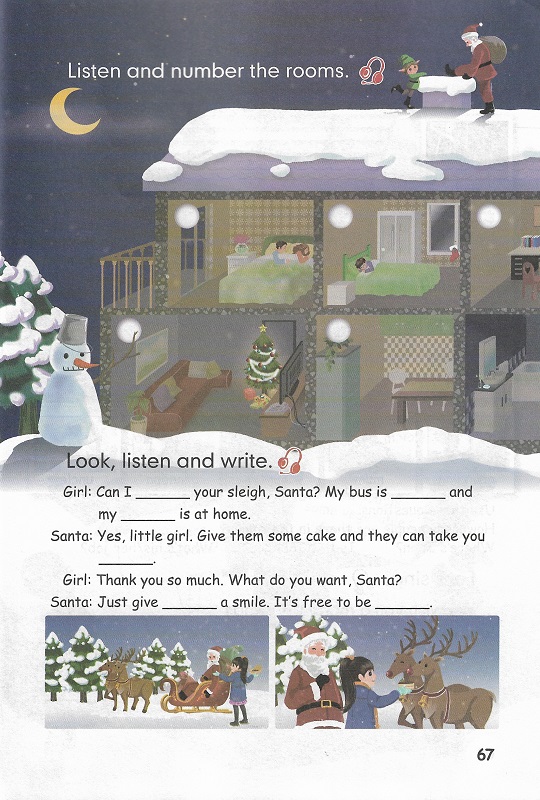 Listen and number the rooms.
Look, listen and write.
Girl: Can I ______ your sleigh, Santa? My bus is ______ and
my ______ is at home.
Santa: Yes, little girl. Give them some cake and they can take you
______.
Girl: Thank you so much. What do you want, Santa?
Santa: Just give ______ a smile. It's free to be ______.
67